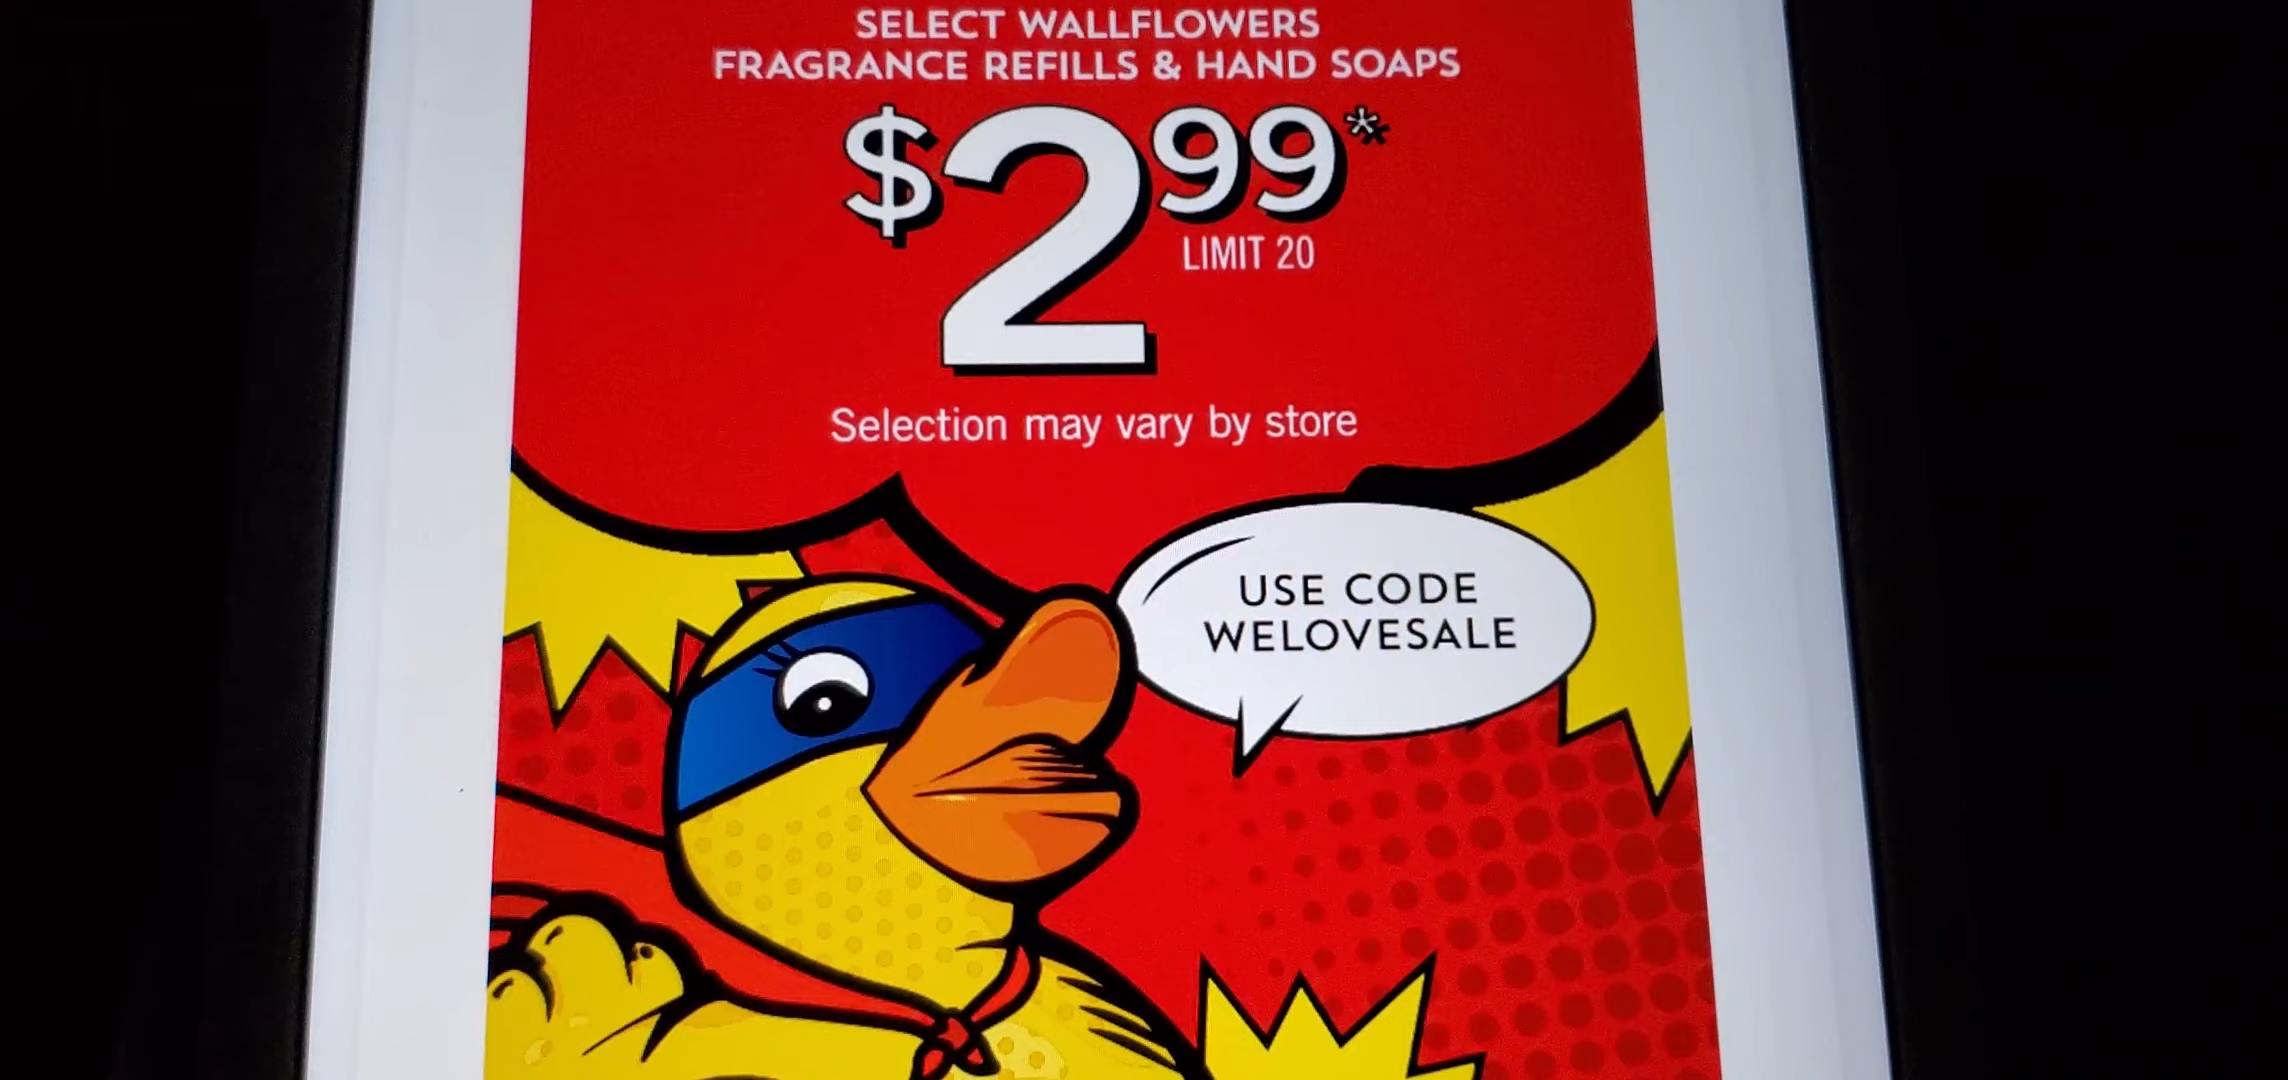 SELECT WALLFLOWERS
FRAGRANCE REFILLS & HAND SOAPS
$2.99*
LIMIT 20
Selection may vary by store
USE CODE
WELOVESALE